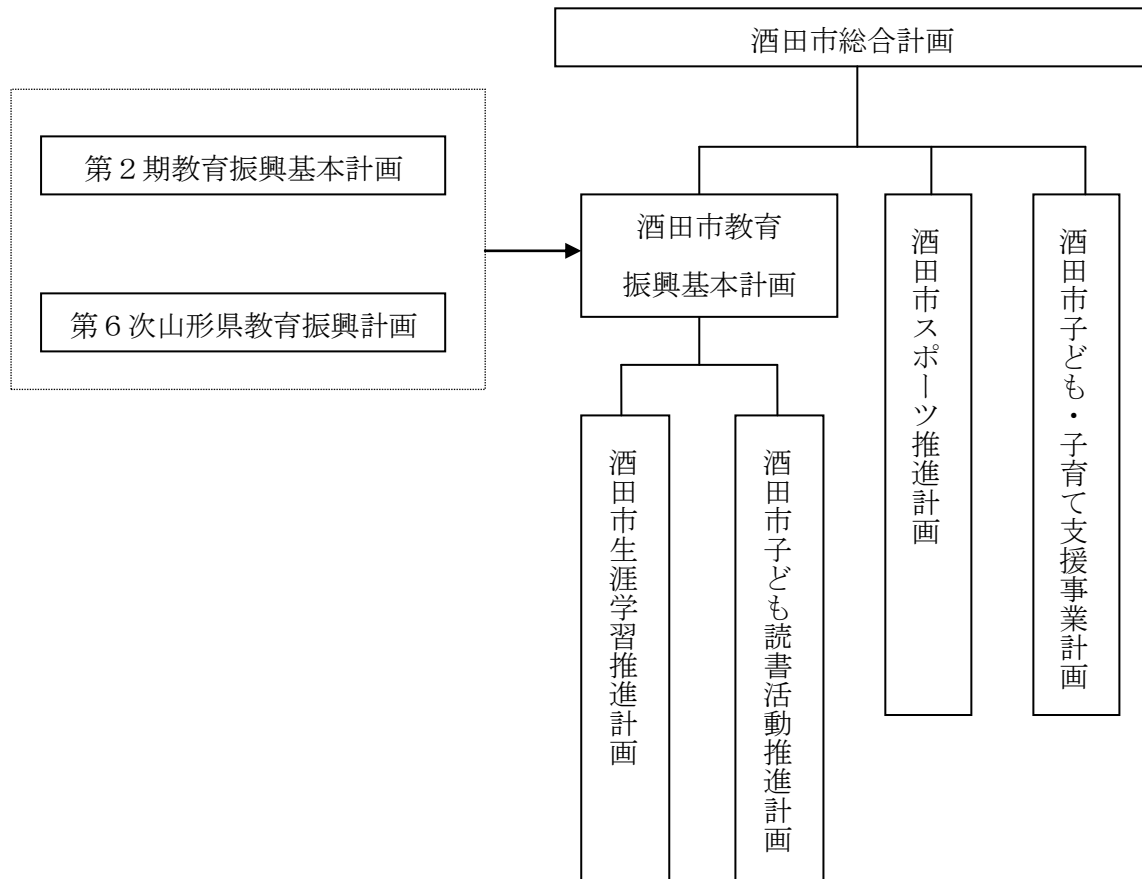 酒田市総合計画
第２期教育振興基本計画
第６次山形県教育振興計画
酒田市教育
振興基本計画
酒田市スポーツ推進計画
酒田市子ども・子育て支援事業計画
酒田市生涯学習推進計画
酒田市子ども読書活動推進計画